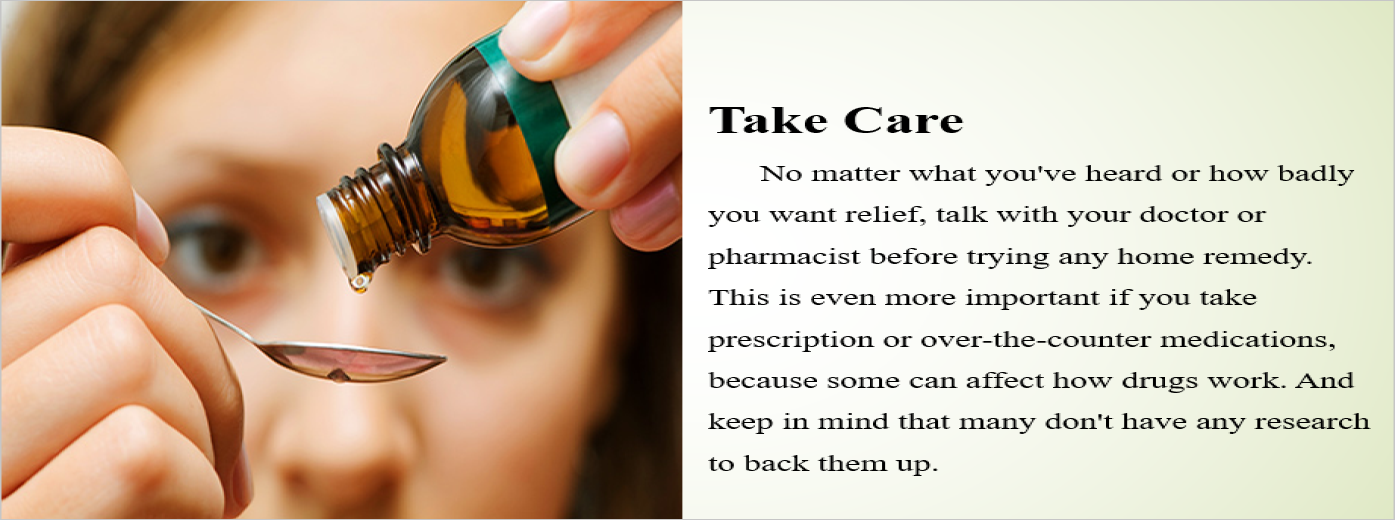 Take Care
No matter what you've heard or how badly
you want relief, talk with your doctor or
pharmacist before trying any home remedy.
This is even more important if you take
prescription or over-the-counter medications,
because some can affect how drugs work. And
keep in mind that many don't have any research
to back them up.